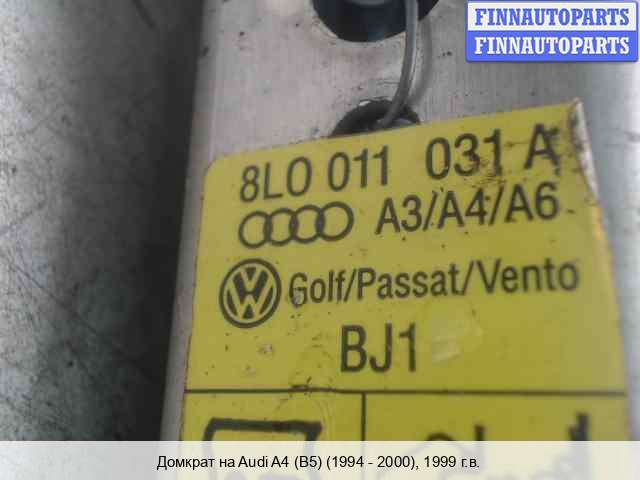 FINNAUTOPARTS
FINNAUTOPARTS
8L0 011 031 A
A3/A4/A6
Golf/Passat/Vento
BJ1
Домкрат на Audi A4 (B5) (1994 - 2000), 1999 г.в.